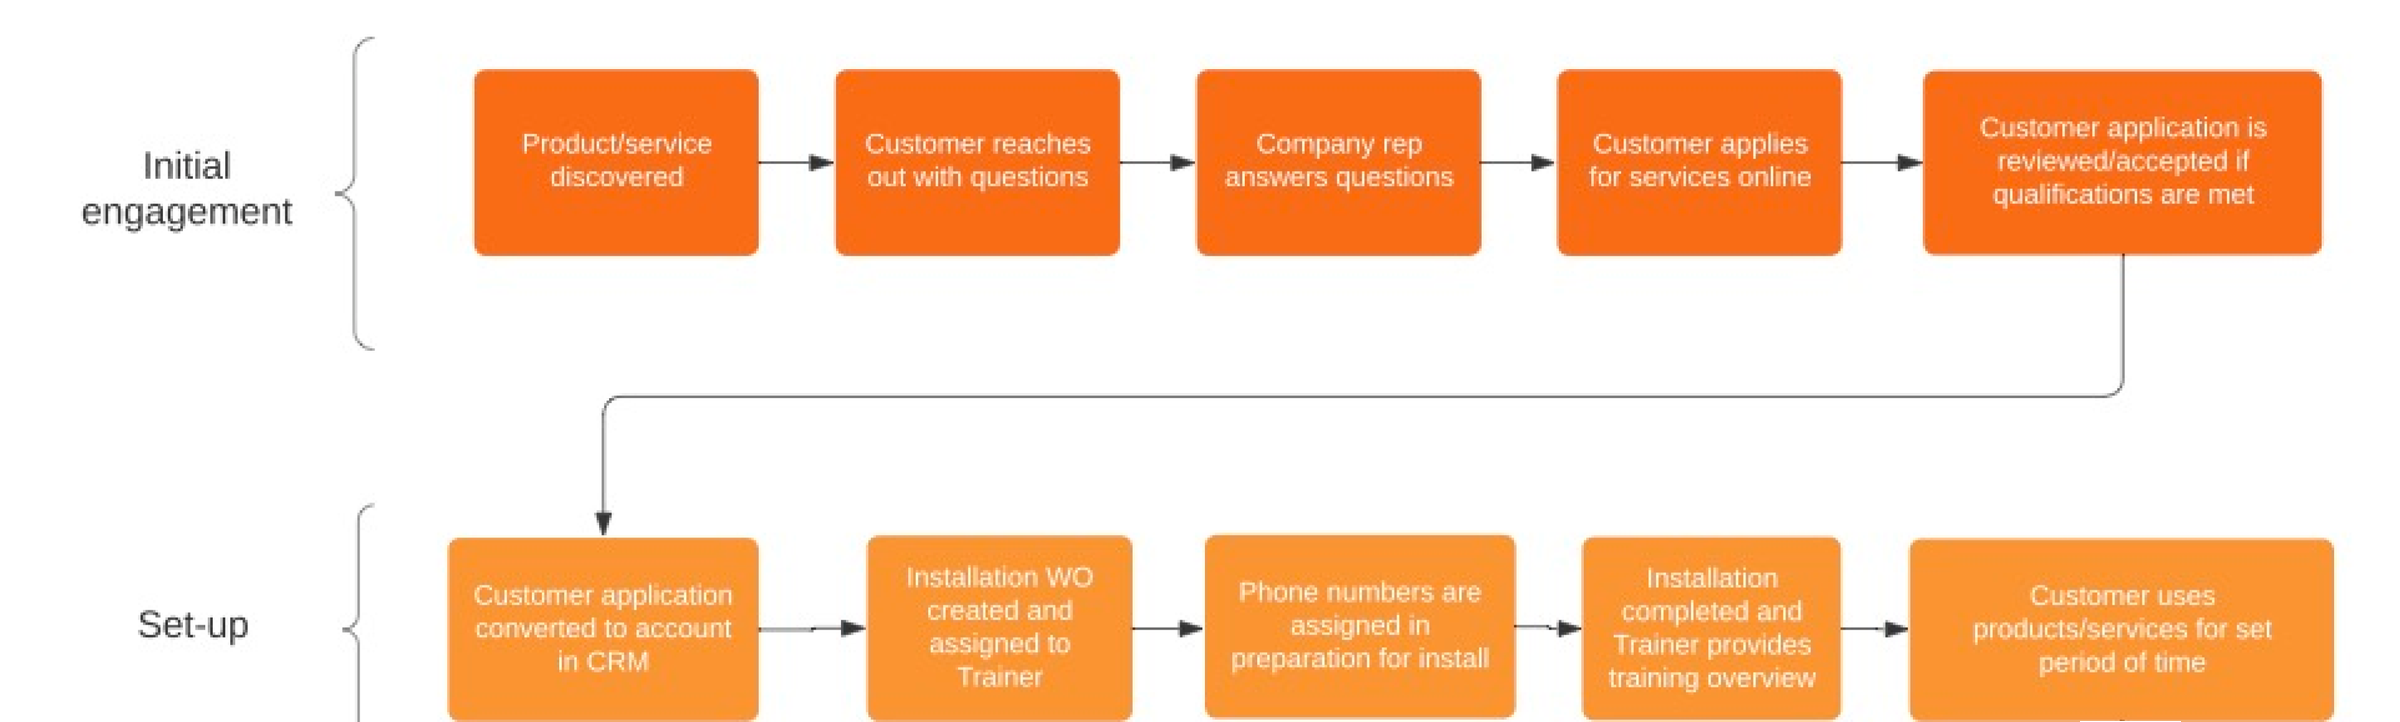 Initial
engagement
Product/service
discovered
Customer reaches
out with questions
Company rep
answers questions
Customer applies
for services online
Customer application is
reviewed/accepted if
qualifications are met
Set-up
Customer application
converted to account
in CRM
Installation WO
created and
assigned to
Trainer
Phone numbers are
assigned in
preparation for install
Installation
completed and
Trainer provides
training overview
Customer uses
products/services for set
period of time